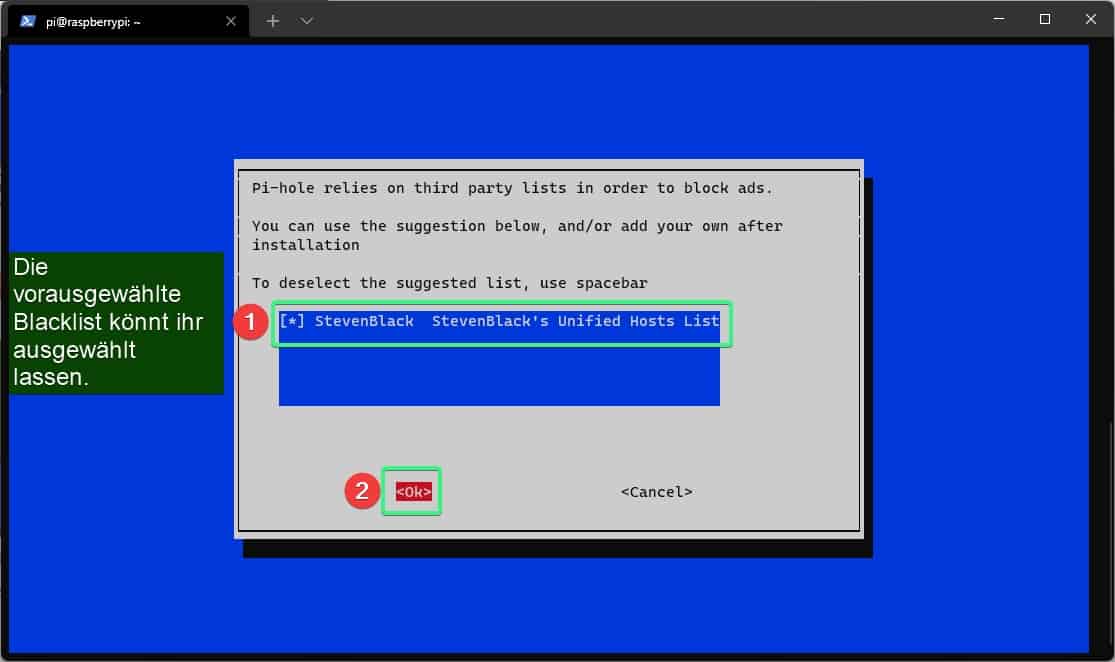 pi@raspberrypi: ~
Pi-hole relies on third party lists in order to block ads.
You can use the suggestion below, and/or add your own after
installation
To deselect the suggested list, use spacebar
Die
vorausgewählte
Blacklist könnt ihr
ausgewählt
lassen.
1
[*] StevenBlack  StevenBlack's Unified Hosts List
2
<Ok>
<Cancel>